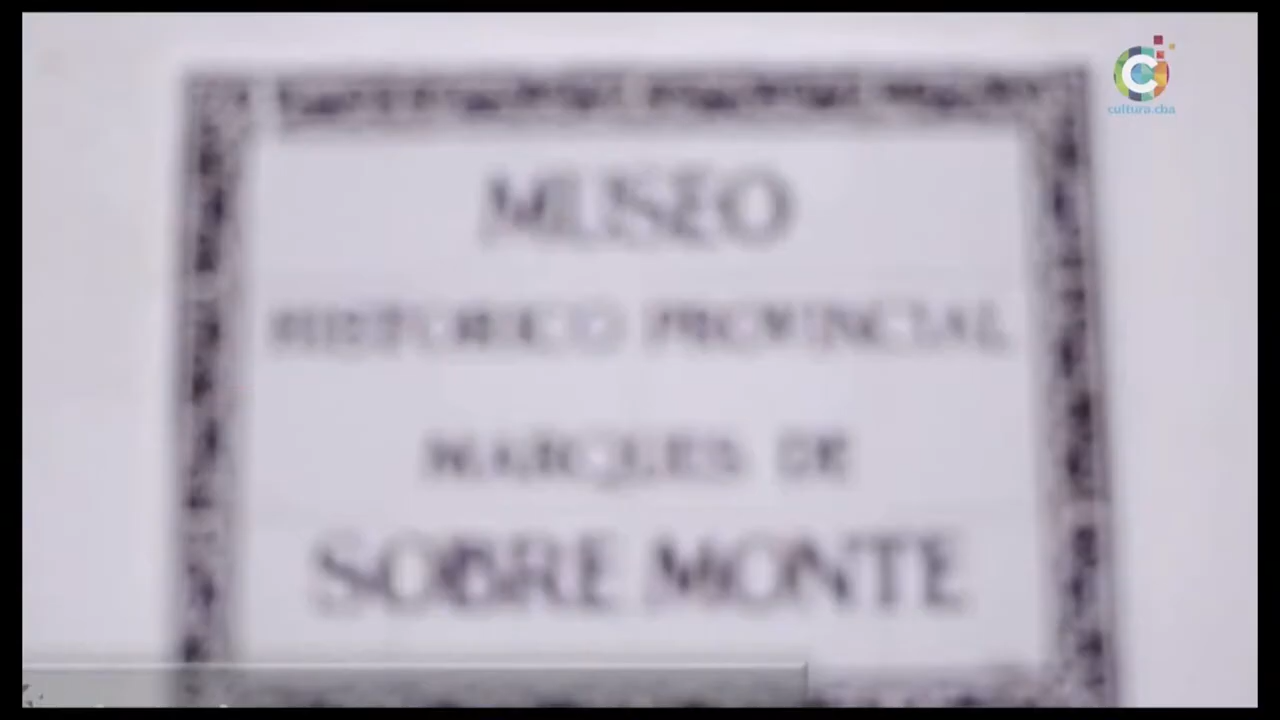 cultura.cba
MUSEO
HISTORICO PROVINCIAL
MARQUES DE
SOBRE MONTE